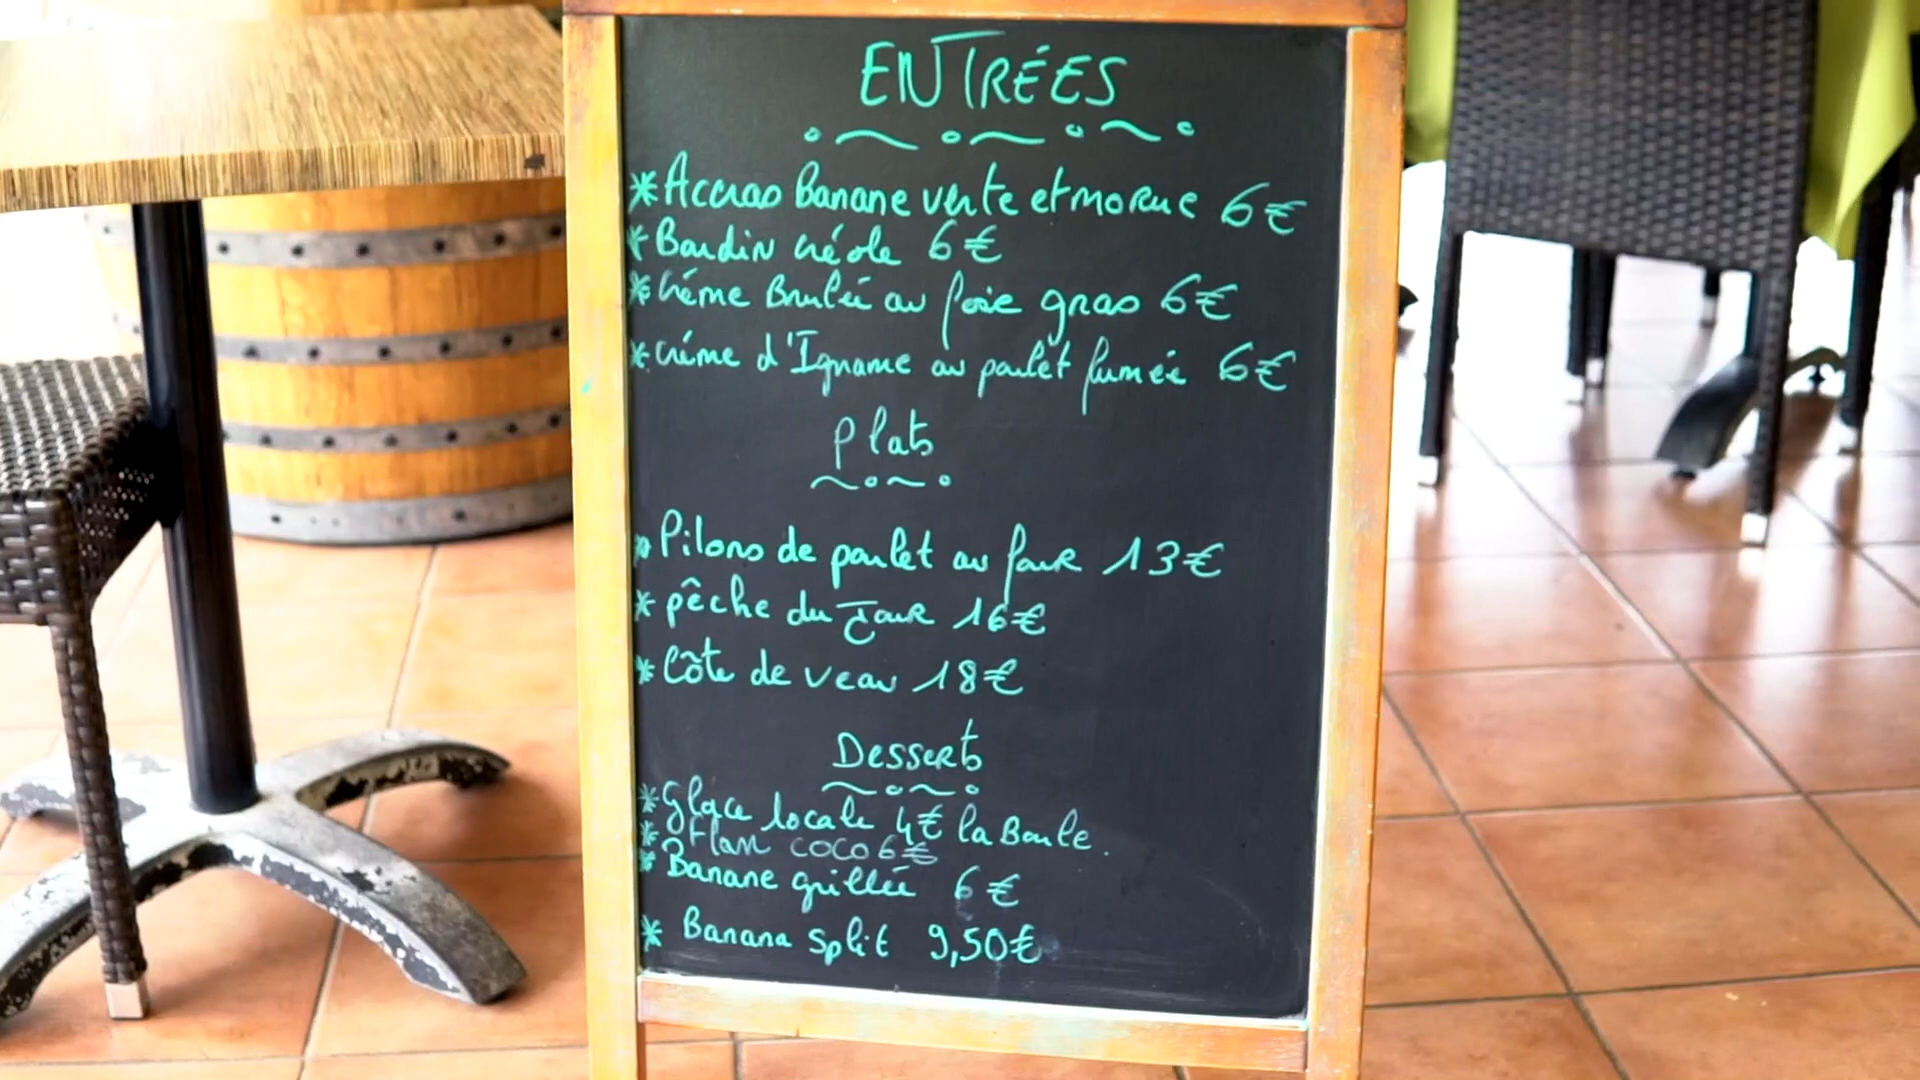 ENTRÉES
* Accras Banane verte et morue 6€
* Boudin créole 6€
* Crème Brulée au foie gras 6€
* crème d'Igname au poulet fumée 6€
Plats
* Pilons de poulet au four 13€
* pêche du Jour 16€
* Côte de veau 18€
Desserts
* Glace locale 4€ la Boule.
* Flan coco 6€
* Banane grillée 6€
* Banana Split 9,50€